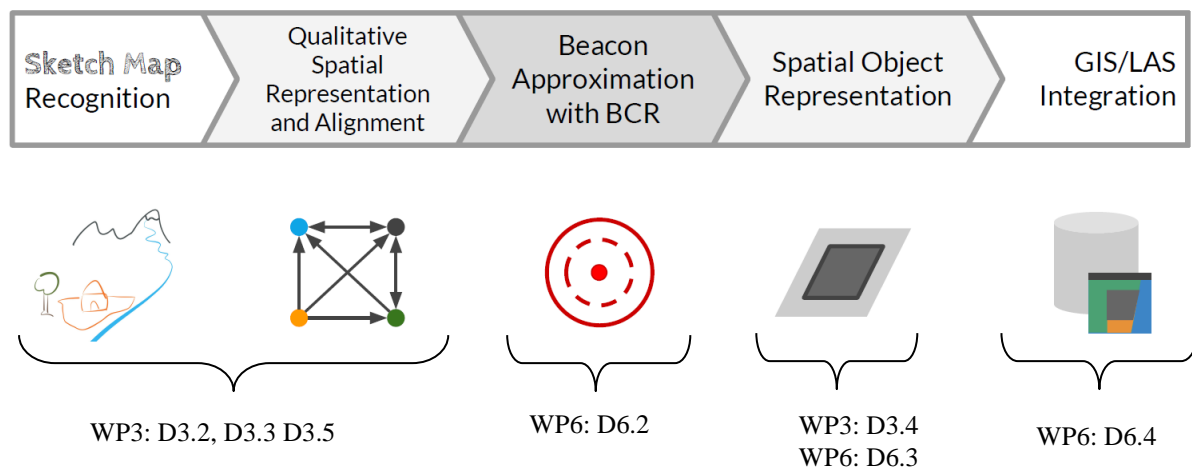 Sketch Map
Recognition
Qualitative
Spatial
Representation
and Alignment
Beacon
Approximation
with BCR
Spatial Object
Representation
GIS/LAS
Integration
WP3: D3.2, D3.3 D3.5
WP6: D6.2
WP3: D3.4
WP6: D6.3
WP6: D6.4